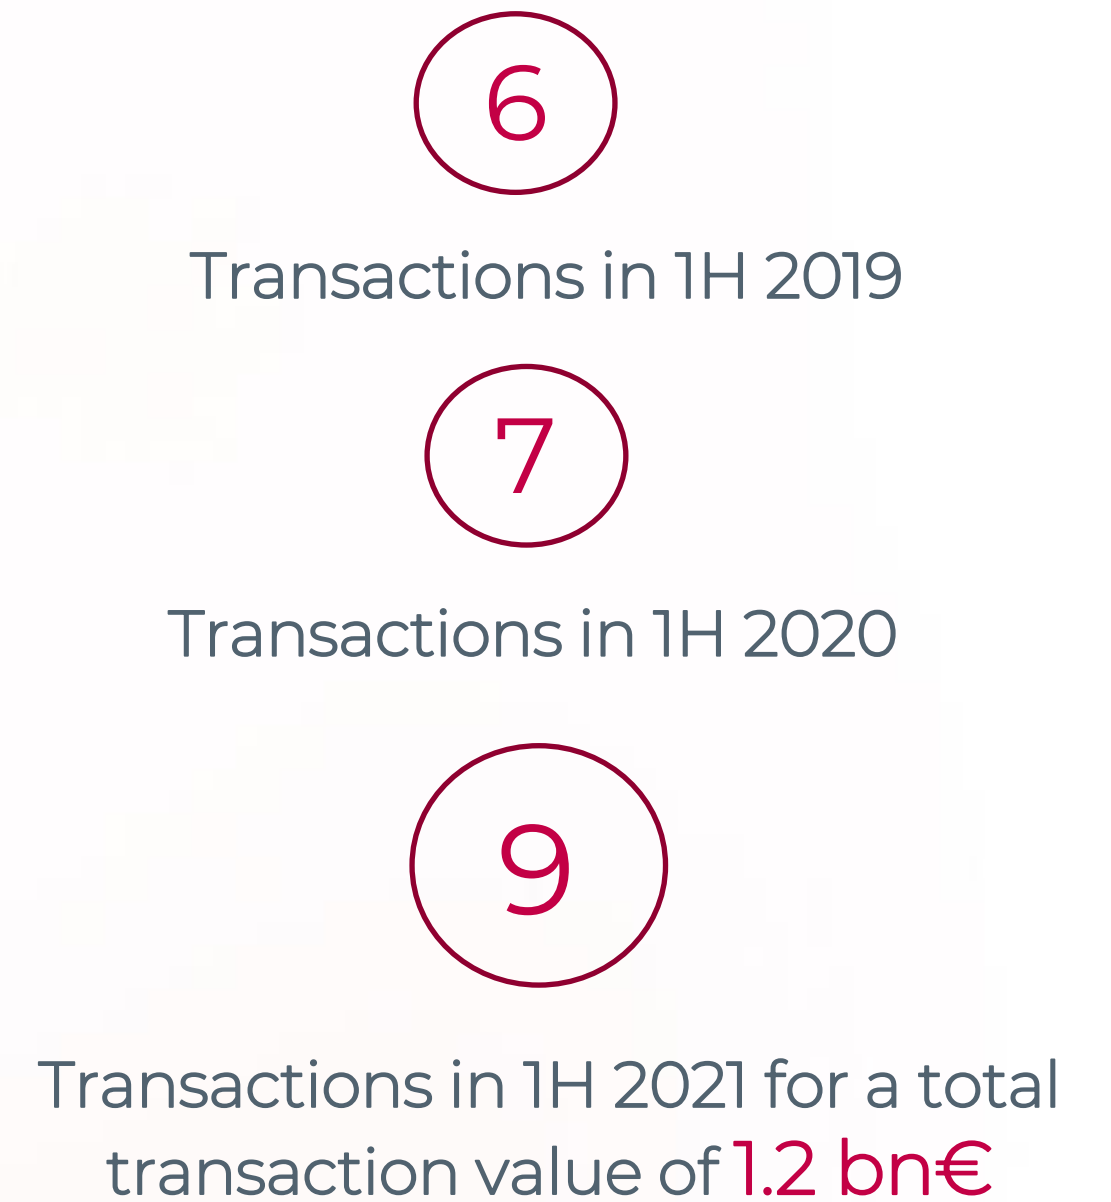 6
Transactions in 1H 2019
7
Transactions in 1H 2020
9
Transactions in 1H 2021 for a total
transaction value of 1.2 bn€